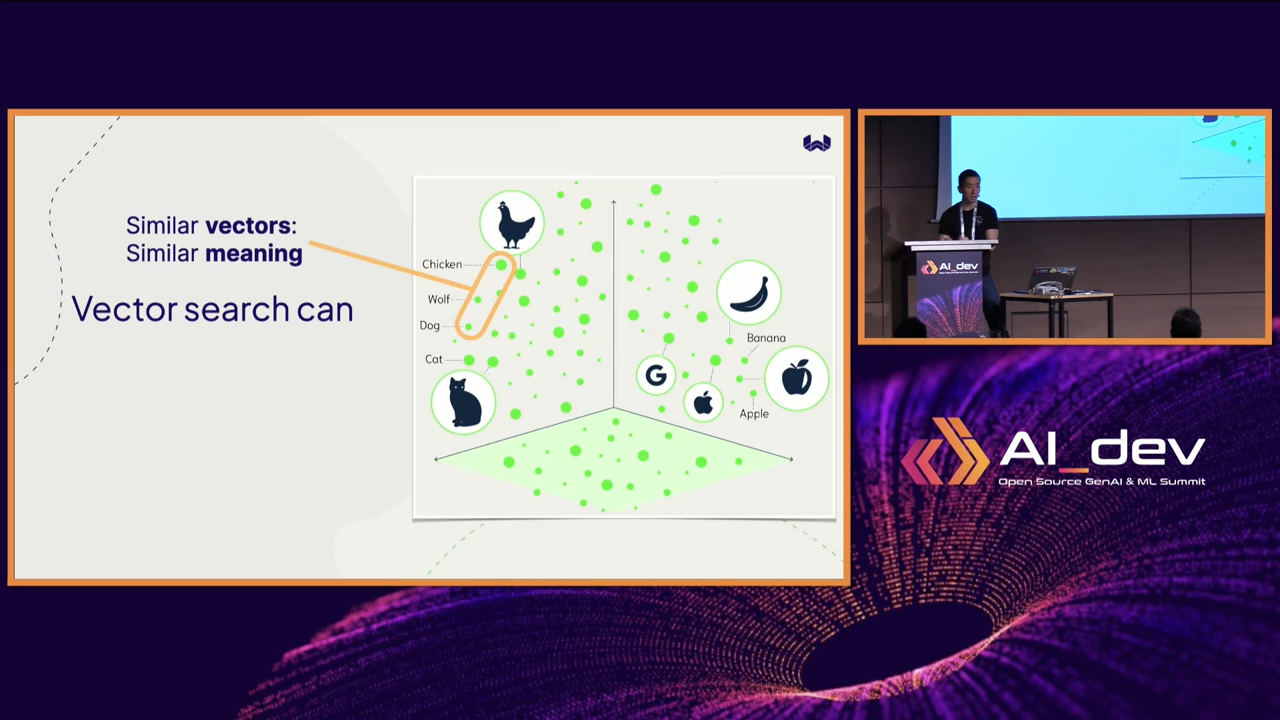 Similar vectors:
Similar meaning
Vector search can
Chicken
Wolf
Dog
Cat
Banana
Apple
G
AI_dev
AI_dev
Open Source GenAI & ML Summit